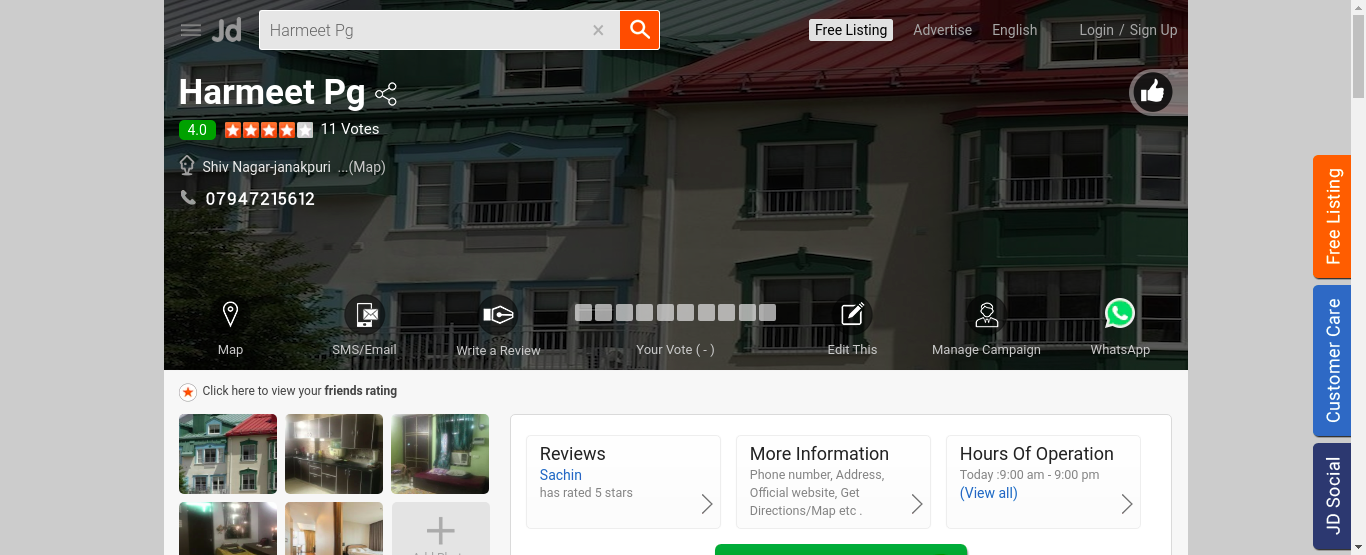 Jd
Harmeet Pg
Free Listing
Advertise
English
Login / Sign Up
Harmeet Pg
4.0
11 Votes
Shiv Nagar-janakpuri ...(Map)
07947215612
Map
SMS/Email
Write a Review
Your Vote ( - )
Edit This
Manage Campaign
WhatsApp
Click here to view your friends rating
Reviews
Sachin
has rated 5 stars
More Information
Phone number, Address,
Official website, Get
Directions/Map etc .
Hours Of Operation
Today :9:00 am - 9:00 pm
(View all)
Free Listing
Customer Care
JD Social